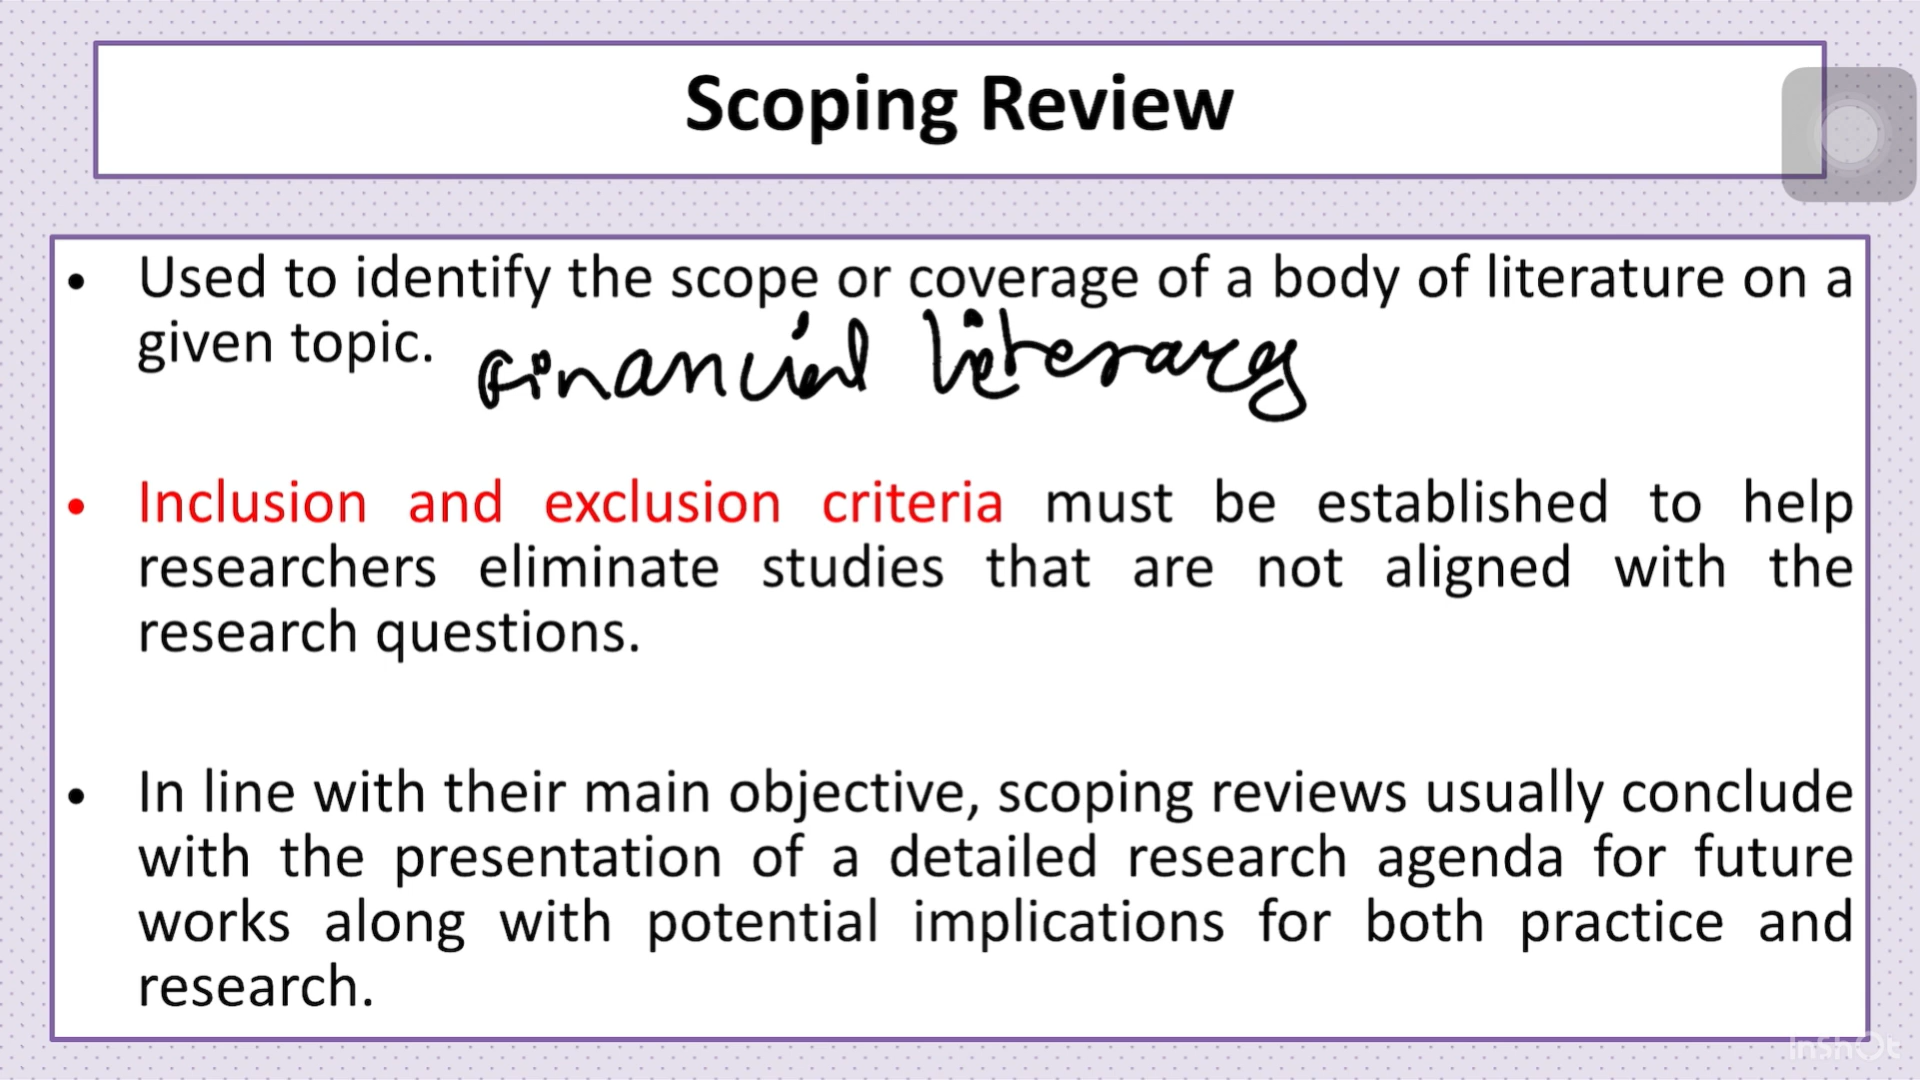 Scoping Review
• Used to identify the scope or coverage of a body of literature on a
given topic.
Financial literacy
• Inclusion and exclusion criteria must be established to help
researchers eliminate studies that are not aligned with the
research questions.
• In line with their main objective, scoping reviews usually conclude
with the presentation of a detailed research agenda for future
works along with potential implications for both practice and
research.
InShOt